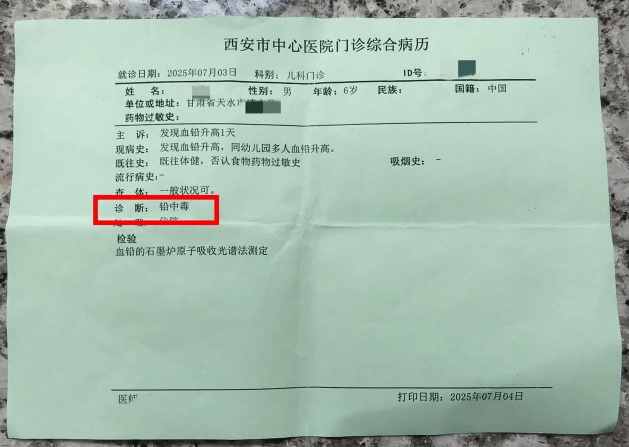 西安市中心医院门诊综合病历
就诊日期: 2025年07月03日 科别: 儿科门诊 ID号
姓 名: 性别: 男 年龄: 6岁 民族: 国籍: 中国
单位或地址: 甘肃省天水市
药物过敏史:
主 诉: 发现血铅升高1天
现病史: 发现血铅升高, 同幼儿园多人血铅升高。
既往史: 既往体健, 否认食物药物过敏史 吸烟史: -
流行病史: -
查 体: 一般状况可。
诊 断: 铅中毒
检验
血铅的石墨炉原子吸收光谱法测定
医师 打印日期: 2025年07月04日